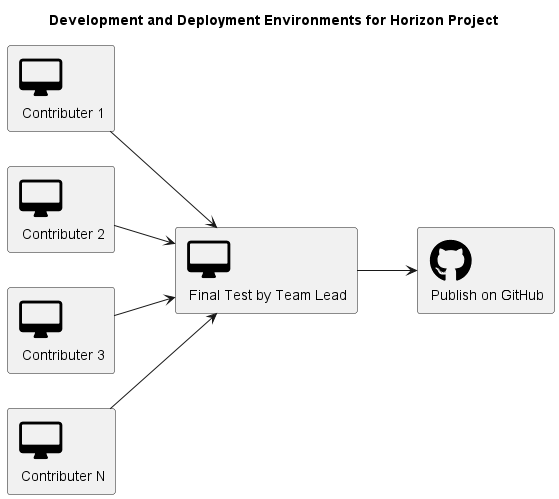 Development and Deployment Environments for Horizon Project
Contributer 1
Contributer 2
Contributer 3
Contributer N
Final Test by Team Lead
Publish on GitHub